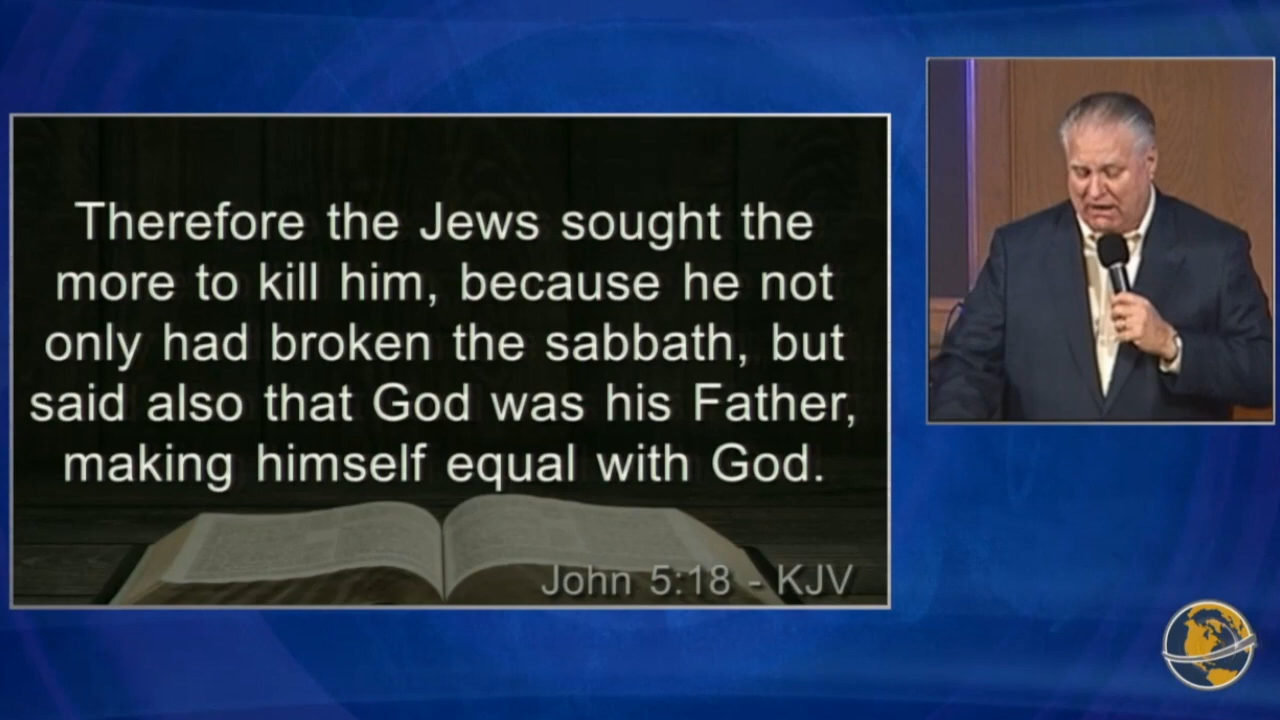 Therefore the Jews sought the
more to kill him, because he not
only had broken the sabbath, but
said also that God was his Father,
making himself equal with God.
John 5:18 - KJV